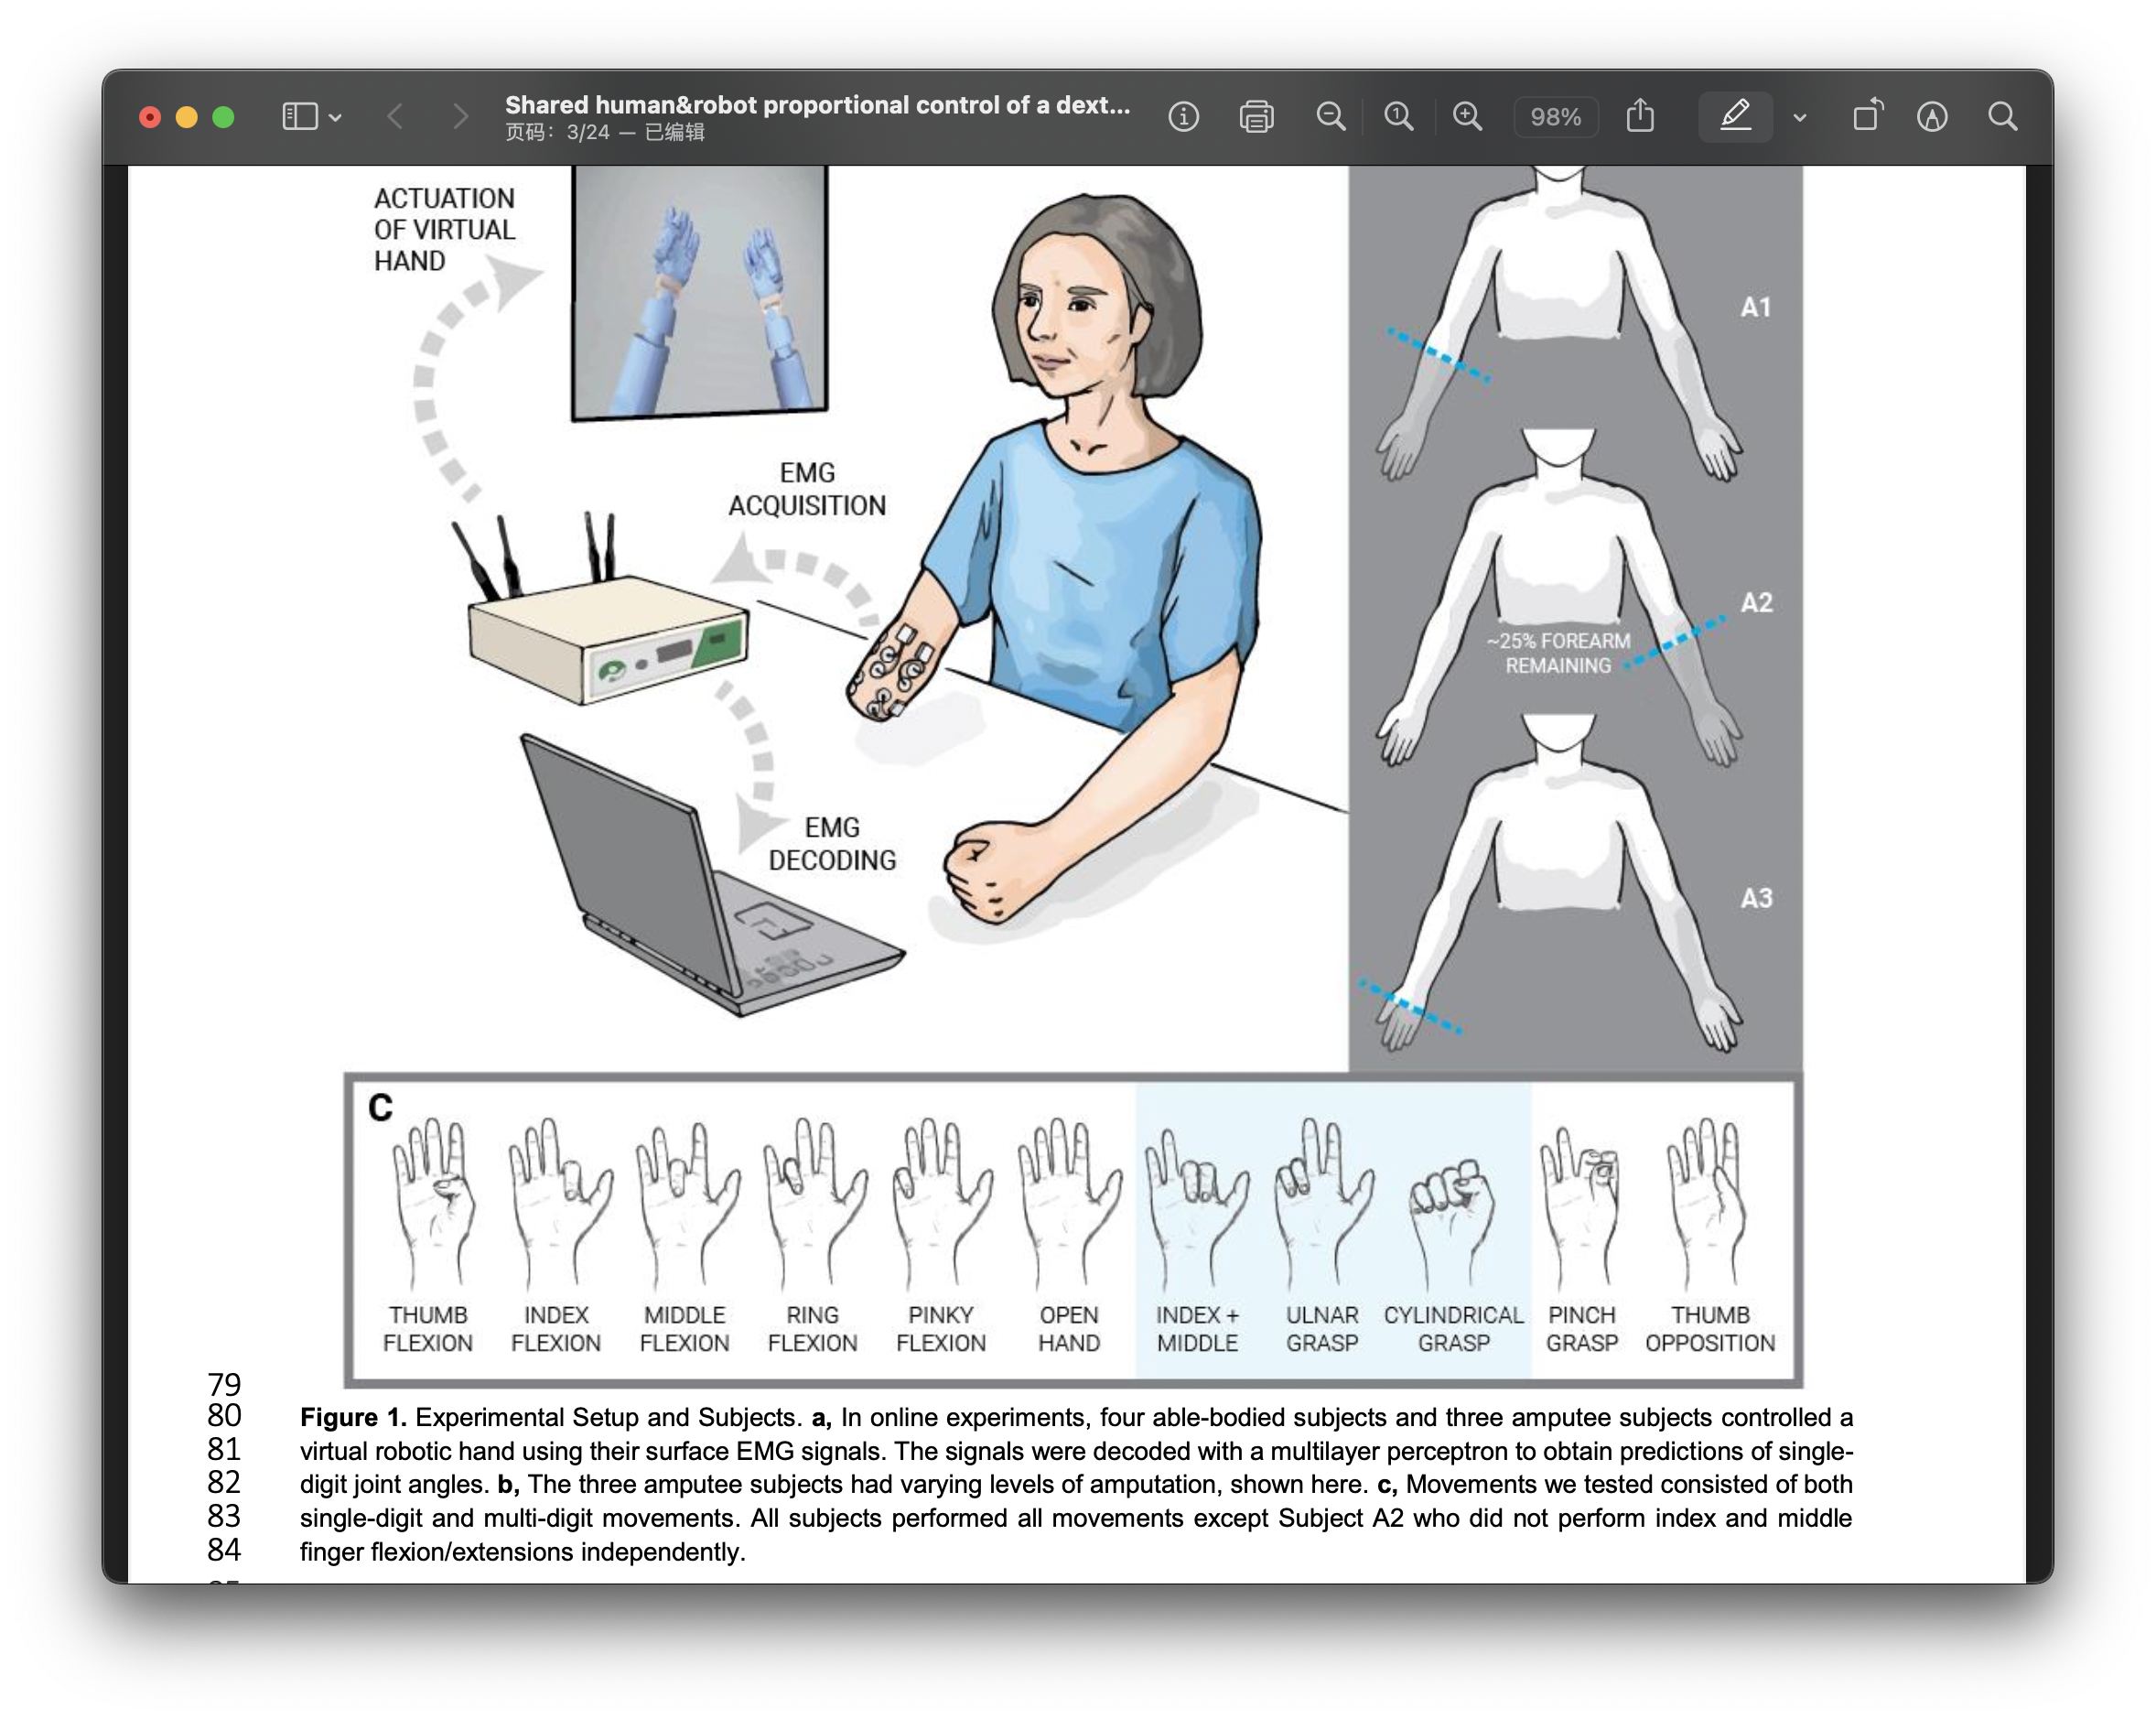 Shared human&robot proportional control of a dext...
页码：3/24 — 已编辑
98%
ACTUATION
OF VIRTUAL
HAND
EMG
ACQUISITION
EMG
DECODING
A1
A2
~25% FOREARM
REMAINING
A3
C
THUMB
FLEXION
INDEX
FLEXION
MIDDLE
FLEXION
RING
FLEXION
PINKY
FLEXION
OPEN
HAND
INDEX +
MIDDLE
ULNAR
GRASP
CYLINDRICAL
GRASP
PINCH
GRASP
THUMB
OPPOSITION
79
80 Figure 1. Experimental Setup and Subjects. a, In online experiments, four able-bodied subjects and three amputee subjects controlled a
81 virtual robotic hand using their surface EMG signals. The signals were decoded with a multilayer perceptron to obtain predictions of single-
82 digit joint angles. b, The three amputee subjects had varying levels of amputation, shown here. c, Movements we tested consisted of both
83 single-digit and multi-digit movements. All subjects performed all movements except Subject A2 who did not perform index and middle
84 finger flexion/extensions independently.